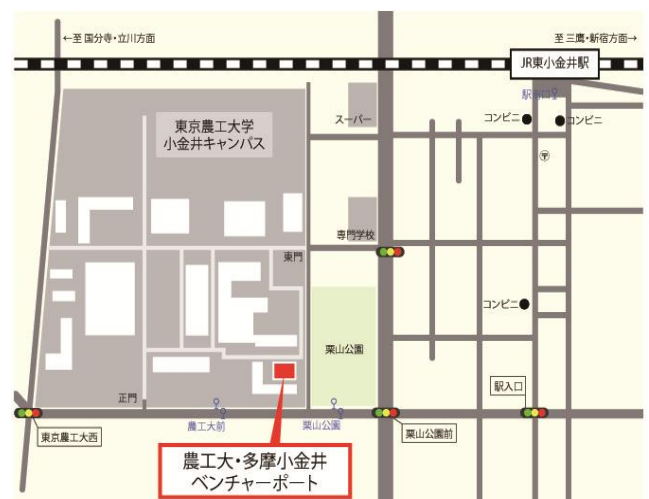 ←至 国分寺・立川方面
至 三鷹・新宿方面→
JR東小金井駅
駅南口
コンビニ
コンビニ
スーパー
東京農工大学
小金井キャンパス
〒
専門学校
東門
コンビニ
栗山公園
駅入口
正門
農工大前
栗山公園
東京農工大西
栗山公園前
農工大・多摩小金井
ベンチャーポート